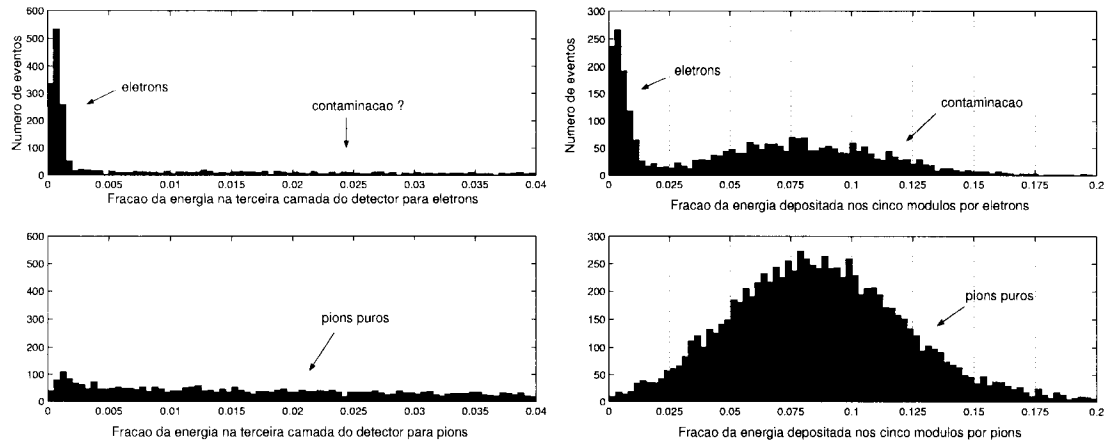 600
500
400
300
200
100
0
Numero de eventos
eletrons
contaminacao ?
0 0.005 0.01 0.015 0.02 0.025 0.03 0.035 0.04
Fracao da energia na terceira camada do detector para eletrons
300
250
200
150
100
50
0
Numero de eventos
eletrons
contaminacao
0 0.025 0.05 0.075 0.1 0.125 0.15 0.175 0.2
Fracao da energia depositada nos cinco modulos por eletrons
600
500
400
300
200
100
0
pions puros
0 0.005 0.01 0.015 0.02 0.025 0.03 0.035 0.04
Fracao da energia na terceira camada do detector para pions
300
250
200
150
100
50
0
pions puros
0 0.025 0.05 0.075 0.1 0.125 0.15 0.175 0.2
Fracao da energia depositada nos cinco modulos por pions